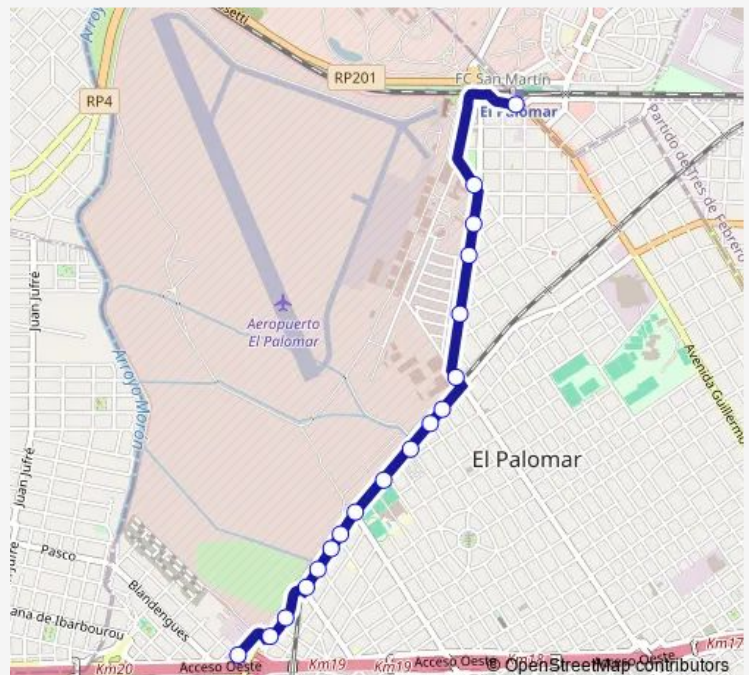 RP201
RP4
FC San Martín
El Palomar
Partido de Tres de Febrero
Juan Jufré
Aeropuerto
El Palomar
Arroyo Morón
Avenida Guillermo
El Palomar
Juan Jufré
Pasco
Blandengues
ana de Ibarbourou
Km20
Acceso Oeste
Km19
Km19
Acceso Oeste
Km18
Acceso Oeste
Km17
© OpenStreetMap contributors